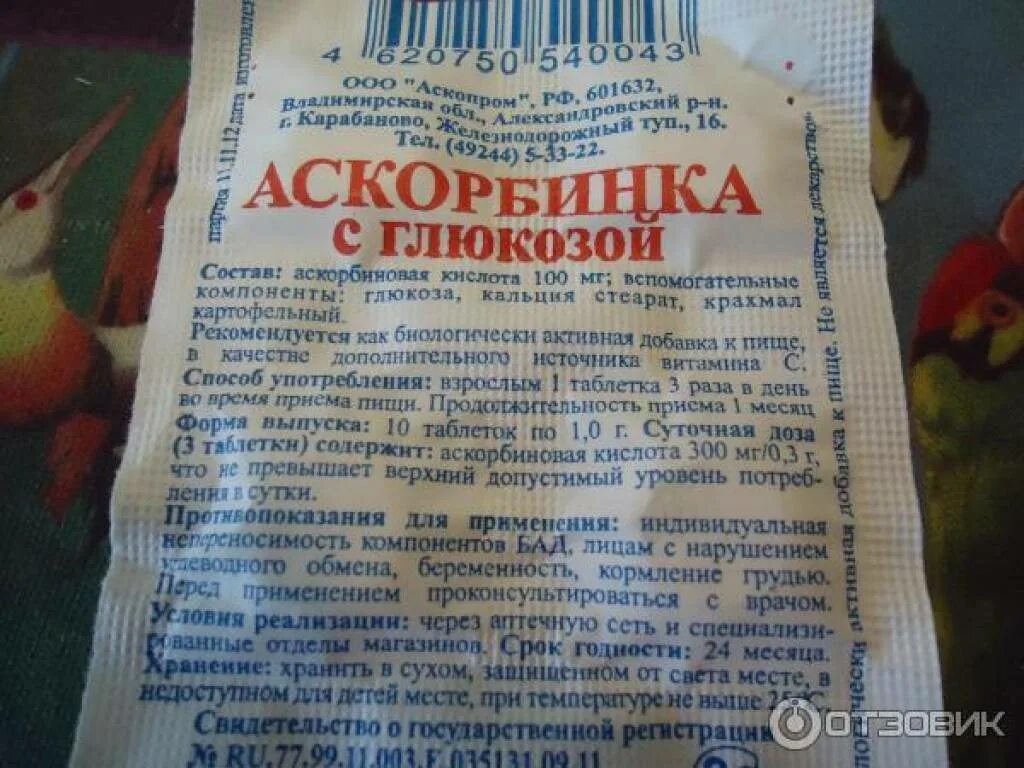 4 620750 540043
ООО "Аскопром", РФ, 601632,
Владимирская обл., Александровский р-н.
г. Карабаново, Железнодорожный туп., 16.
Тел. (49244) 5-33-22.
АСКОРБИНКА
С ГЛЮКОЗОЙ
Состав: аскорбиновая кислота 100 мг; вспомогательные
компоненты: глюкоза, кальция стеарат, крахмал
картофельный.
Рекомендуется как биологически активная добавка к пище,
в качестве дополнительного источника витамина С.
Способ употребления: взрослым 1 таблетка 3 раза в день
во время приема пищи. Продолжительность приема 1 месяц
Форма выпуска: 10 таблеток по 1,0 г. Суточная доза
(3 таблетки) содержит: аскорбиновая кислота 300 мг/0,3 г,
что не превышает верхний допустимый уровень потреб-
ления в сутки.
Противопоказания для применения: индивидуальная
непереносимость компонентов БАД, лицам с нарушением
углеводного обмена, беременность, кормление грудью.
Перед применением проконсультироваться с врачом.
Условия реализации: через аптечную сеть и специализи-
рованные отделы магазинов. Срок годности: 24 месяца.
Хранение: хранить в сухом, защищенном от света месте, в
недоступном для детей месте, при температуре не выше 25°С
Свидетельство о государственной регистрации
№ RU.77.99.11.003.Е.035131.09.11
партия 11.11.12 дата изготовлен
логически активная добавка к пище. Не является лекарством
ОТЗОВИК